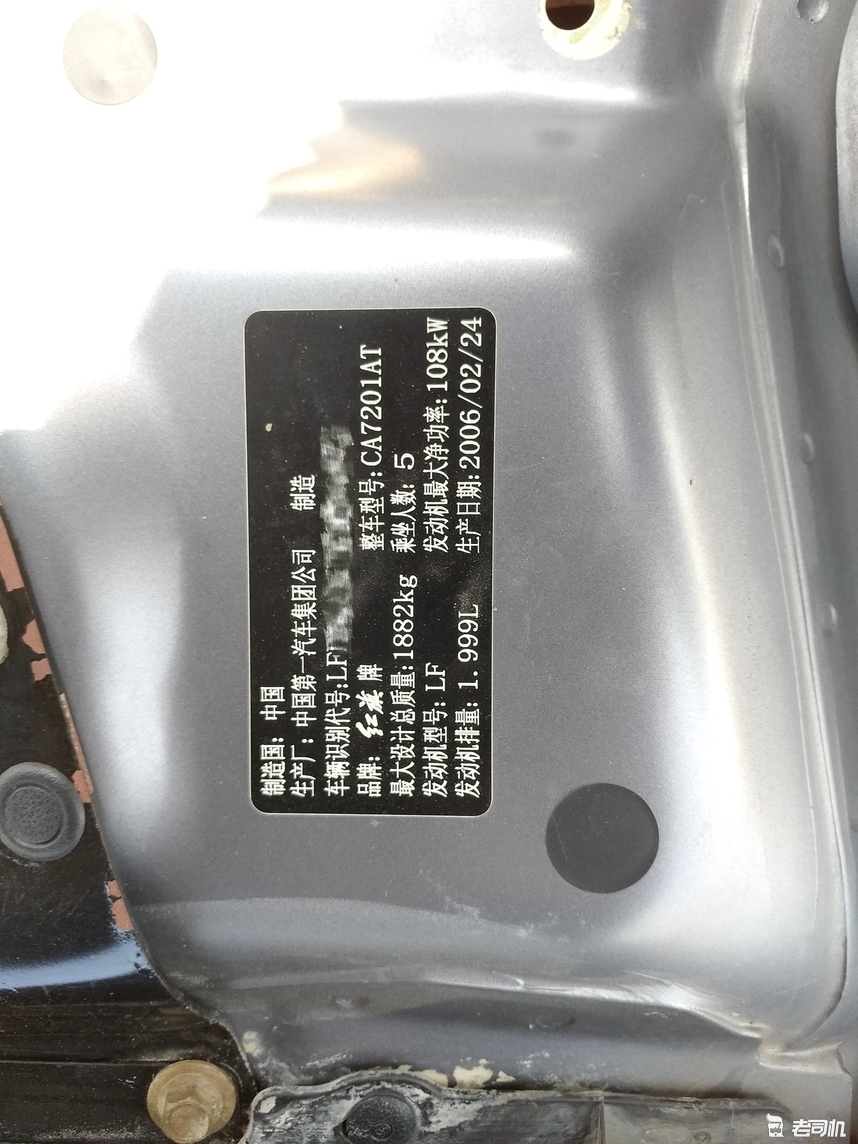 制造国：中国
生产厂：中国第一汽车集团公司 制造
车辆识别代号：LF
品牌：红旗 牌 整车型号：CA7201AT
最大设计总质量：1882kg 乘坐人数：5
发动机型号：LF 发动机最大净功率：108kW
发动机排量：1.999L 生产日期：2006/02/24
老司机